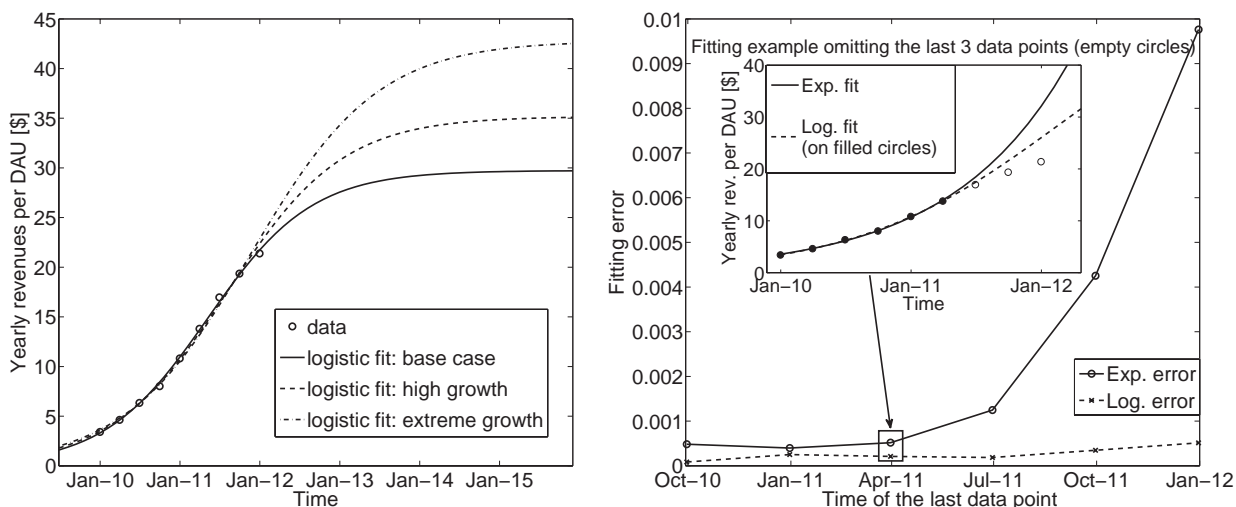 45
40
35
30
25
20
15
10
5
0
Yearly revenues per DAU [$]
data
logistic fit: base case
logistic fit: high growth
logistic fit: extreme growth
Jan−10 Jan−11 Jan−12 Jan−13 Jan−14 Jan−15
Time
0.01
0.009
0.008
0.007
0.006
0.005
0.004
0.003
0.002
0.001
0
Fitting error
Fitting example omitting the last 3 data points (empty circles)
40
30
20
10
0
Yearly rev. per DAU [$]
Exp. fit
Log. fit
(on filled circles)
Jan−10 Jan−11 Jan−12
Time
Exp. error
Log. error
Oct−10 Jan−11 Apr−11 Jul−11 Oct−11 Jan−12
Time of the last data point